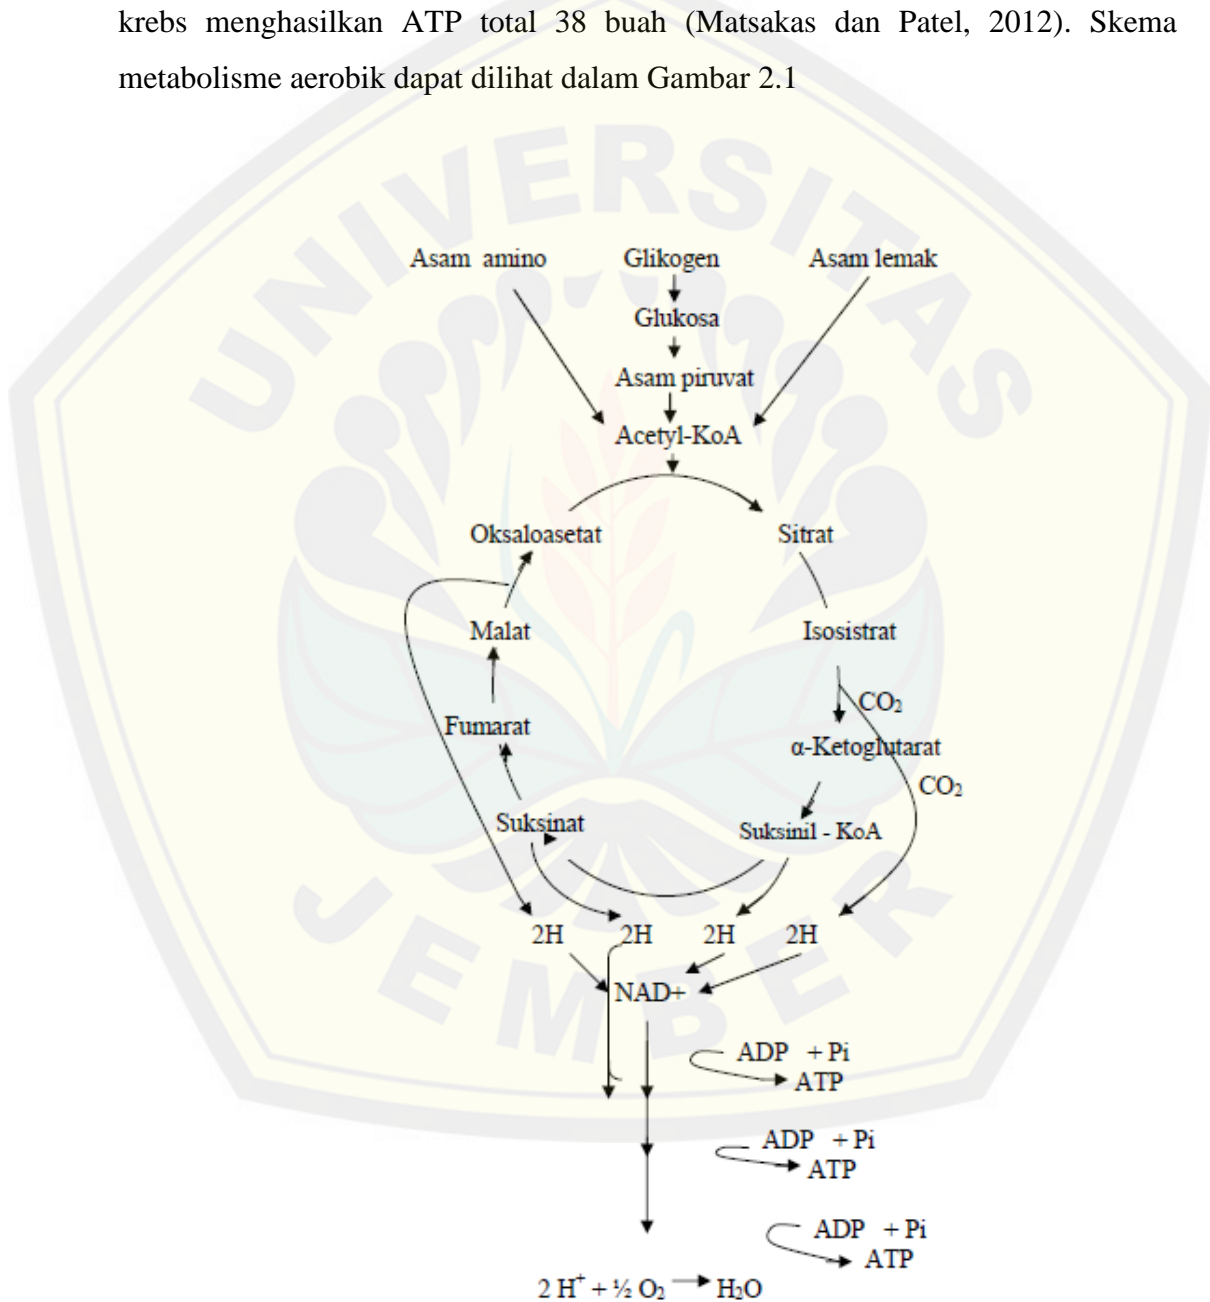 krebs menghasilkan ATP total 38 buah (Matsakas dan Patel, 2012). Skema
metabolisme aerobik dapat dilihat dalam Gambar 2.1
UNIVERSITAS
Asam amino Glikogen Asam lemak
Glukosa
Asam piruvat
Acetyl-KoA
Oksaloasetat Sitrat
Malat Isosistrat
CO₂
Fumarat α-Ketoglutarat
CO₂
Suksinat Suksinil - KoA
2H 2H 2H 2H
NAD+
JEMBER
ADP + Pi
ATP
ADP + Pi
ATP
ADP + Pi
ATP
2 H⁺ + ½ O₂ → H₂O